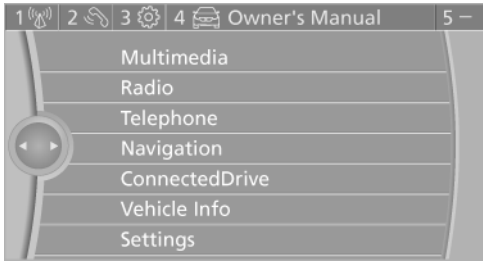 1 2 3 4 Owner's Manual 5 –
Multimedia
Radio
Telephone
Navigation
ConnectedDrive
Vehicle Info
Settings